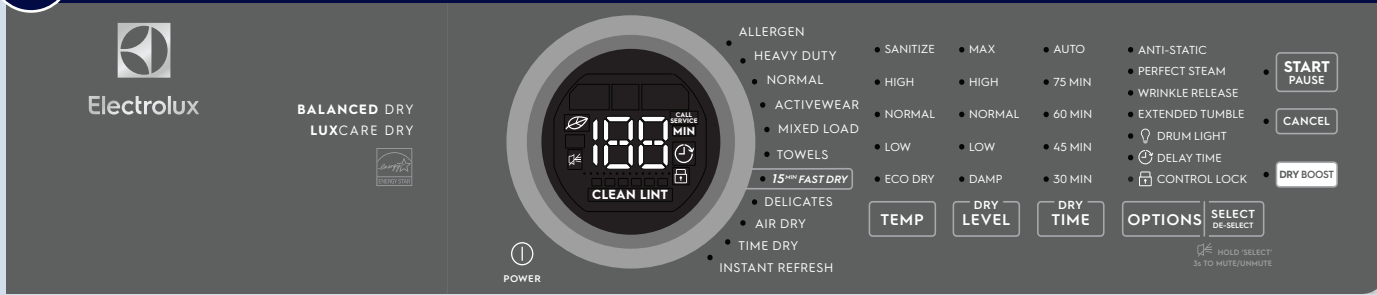 Electrolux
BALANCED DRY
LUXCARE DRY
ENERGY STAR
POWER
188
CALL
SERVICE
MIN
CLEAN LINT
ALLERGEN
HEAVY DUTY
NORMAL
ACTIVEWEAR
MIXED LOAD
TOWELS
15MIN FAST DRY
DELICATES
AIR DRY
TIME DRY
INSTANT REFRESH
SANITIZE
HIGH
NORMAL
LOW
ECO DRY
TEMP
MAX
HIGH
NORMAL
LOW
DAMP
DRY
LEVEL
AUTO
75 MIN
60 MIN
45 MIN
30 MIN
DRY
TIME
ANTI-STATIC
PERFECT STEAM
WRINKLE RELEASE
EXTENDED TUMBLE
DRUM LIGHT
DELAY TIME
CONTROL LOCK
OPTIONS
SELECT
DE-SELECT
HOLD 'SELECT'
3s TO MUTE/UNMUTE
START
PAUSE
CANCEL
DRY BOOST